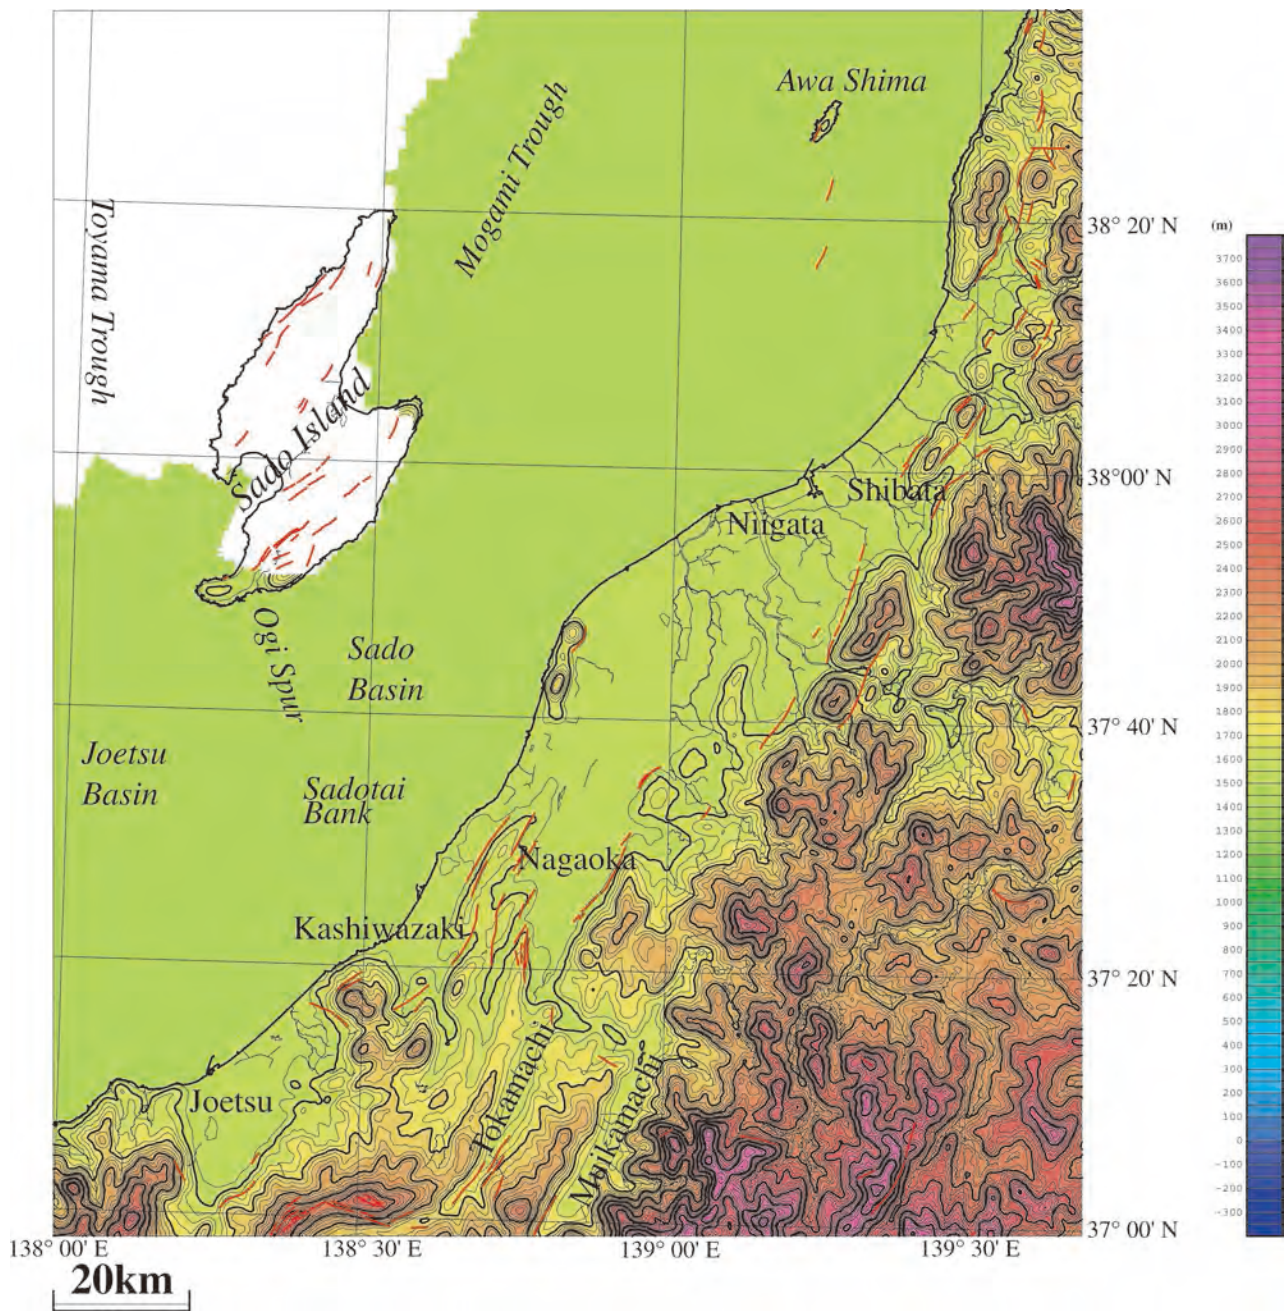 Awa Shima
Mogami Trough
Toyama Trough
38° 20' N
(m)
3700
3600
3500
3400
3300
3200
3100
3000
2900
2800
2700
2600
2500
2400
2300
2200
2100
2000
1900
1800
1700
1600
1500
1400
1300
1200
1100
1000
900
800
700
600
500
400
300
200
100
0
-100
-200
-300
Sado Island
38°00' N
Shibata
Niigata
Ogi Spur
Sado
Basin
37° 40' N
Joetsu
Basin
Sadotai
Bank
Nagaoka
Kashiwazaki
37° 20' N
Tokamachi
Muikamachi
Joetsu
37° 00' N
138° 00' E
138° 30' E
139° 00' E
139° 30' E
20km